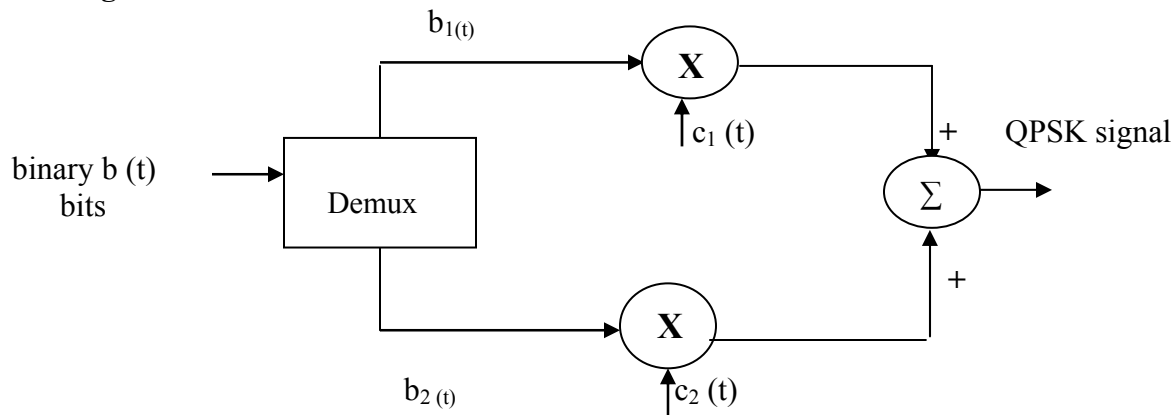 b₁₍ₜ₎
X
c₁ (t)
+
QPSK signal
binary b (t)
bits
Demux
∑
+
X
b₂ ₍ₜ₎
c₂ (t)